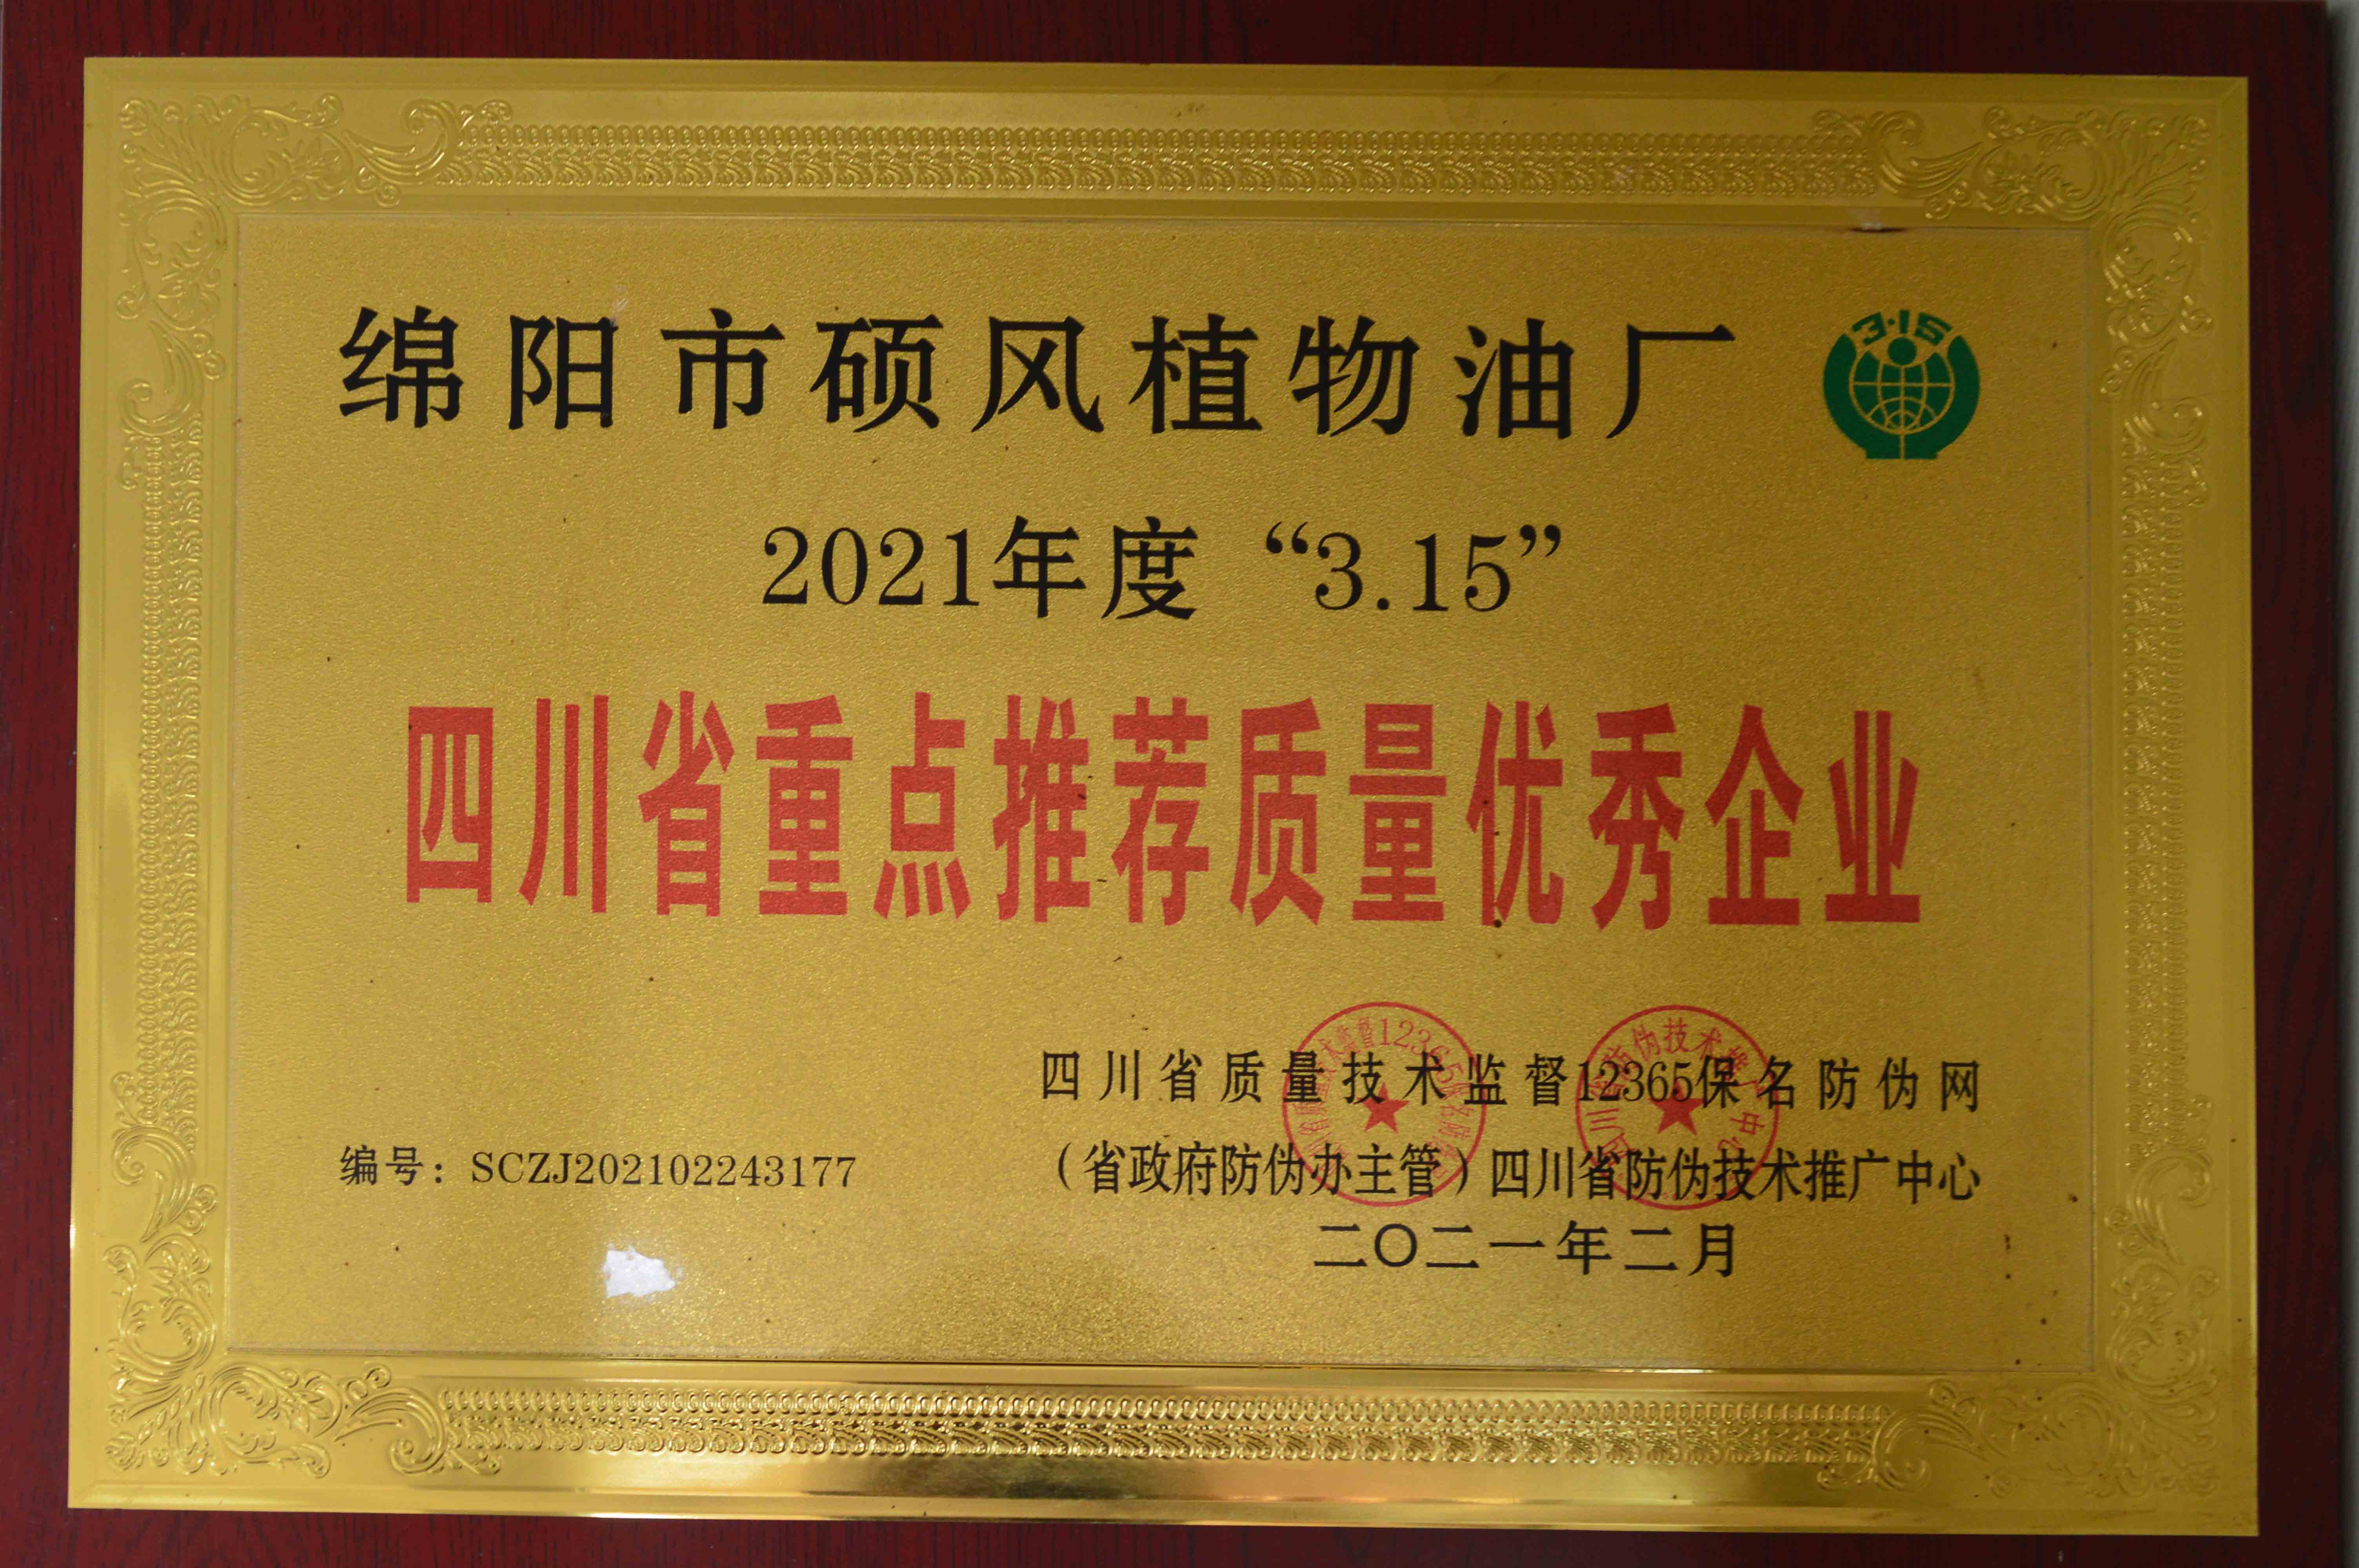 绵阳市硕风植物油厂
3·15
2021年度“3.15”
四川省重点推荐质量优秀企业
四川省质量技术监督12365保名防伪网
编号：SCZJ202102243177
（省政府防伪办主管）四川省防伪技术推广中心
二〇二一年二月